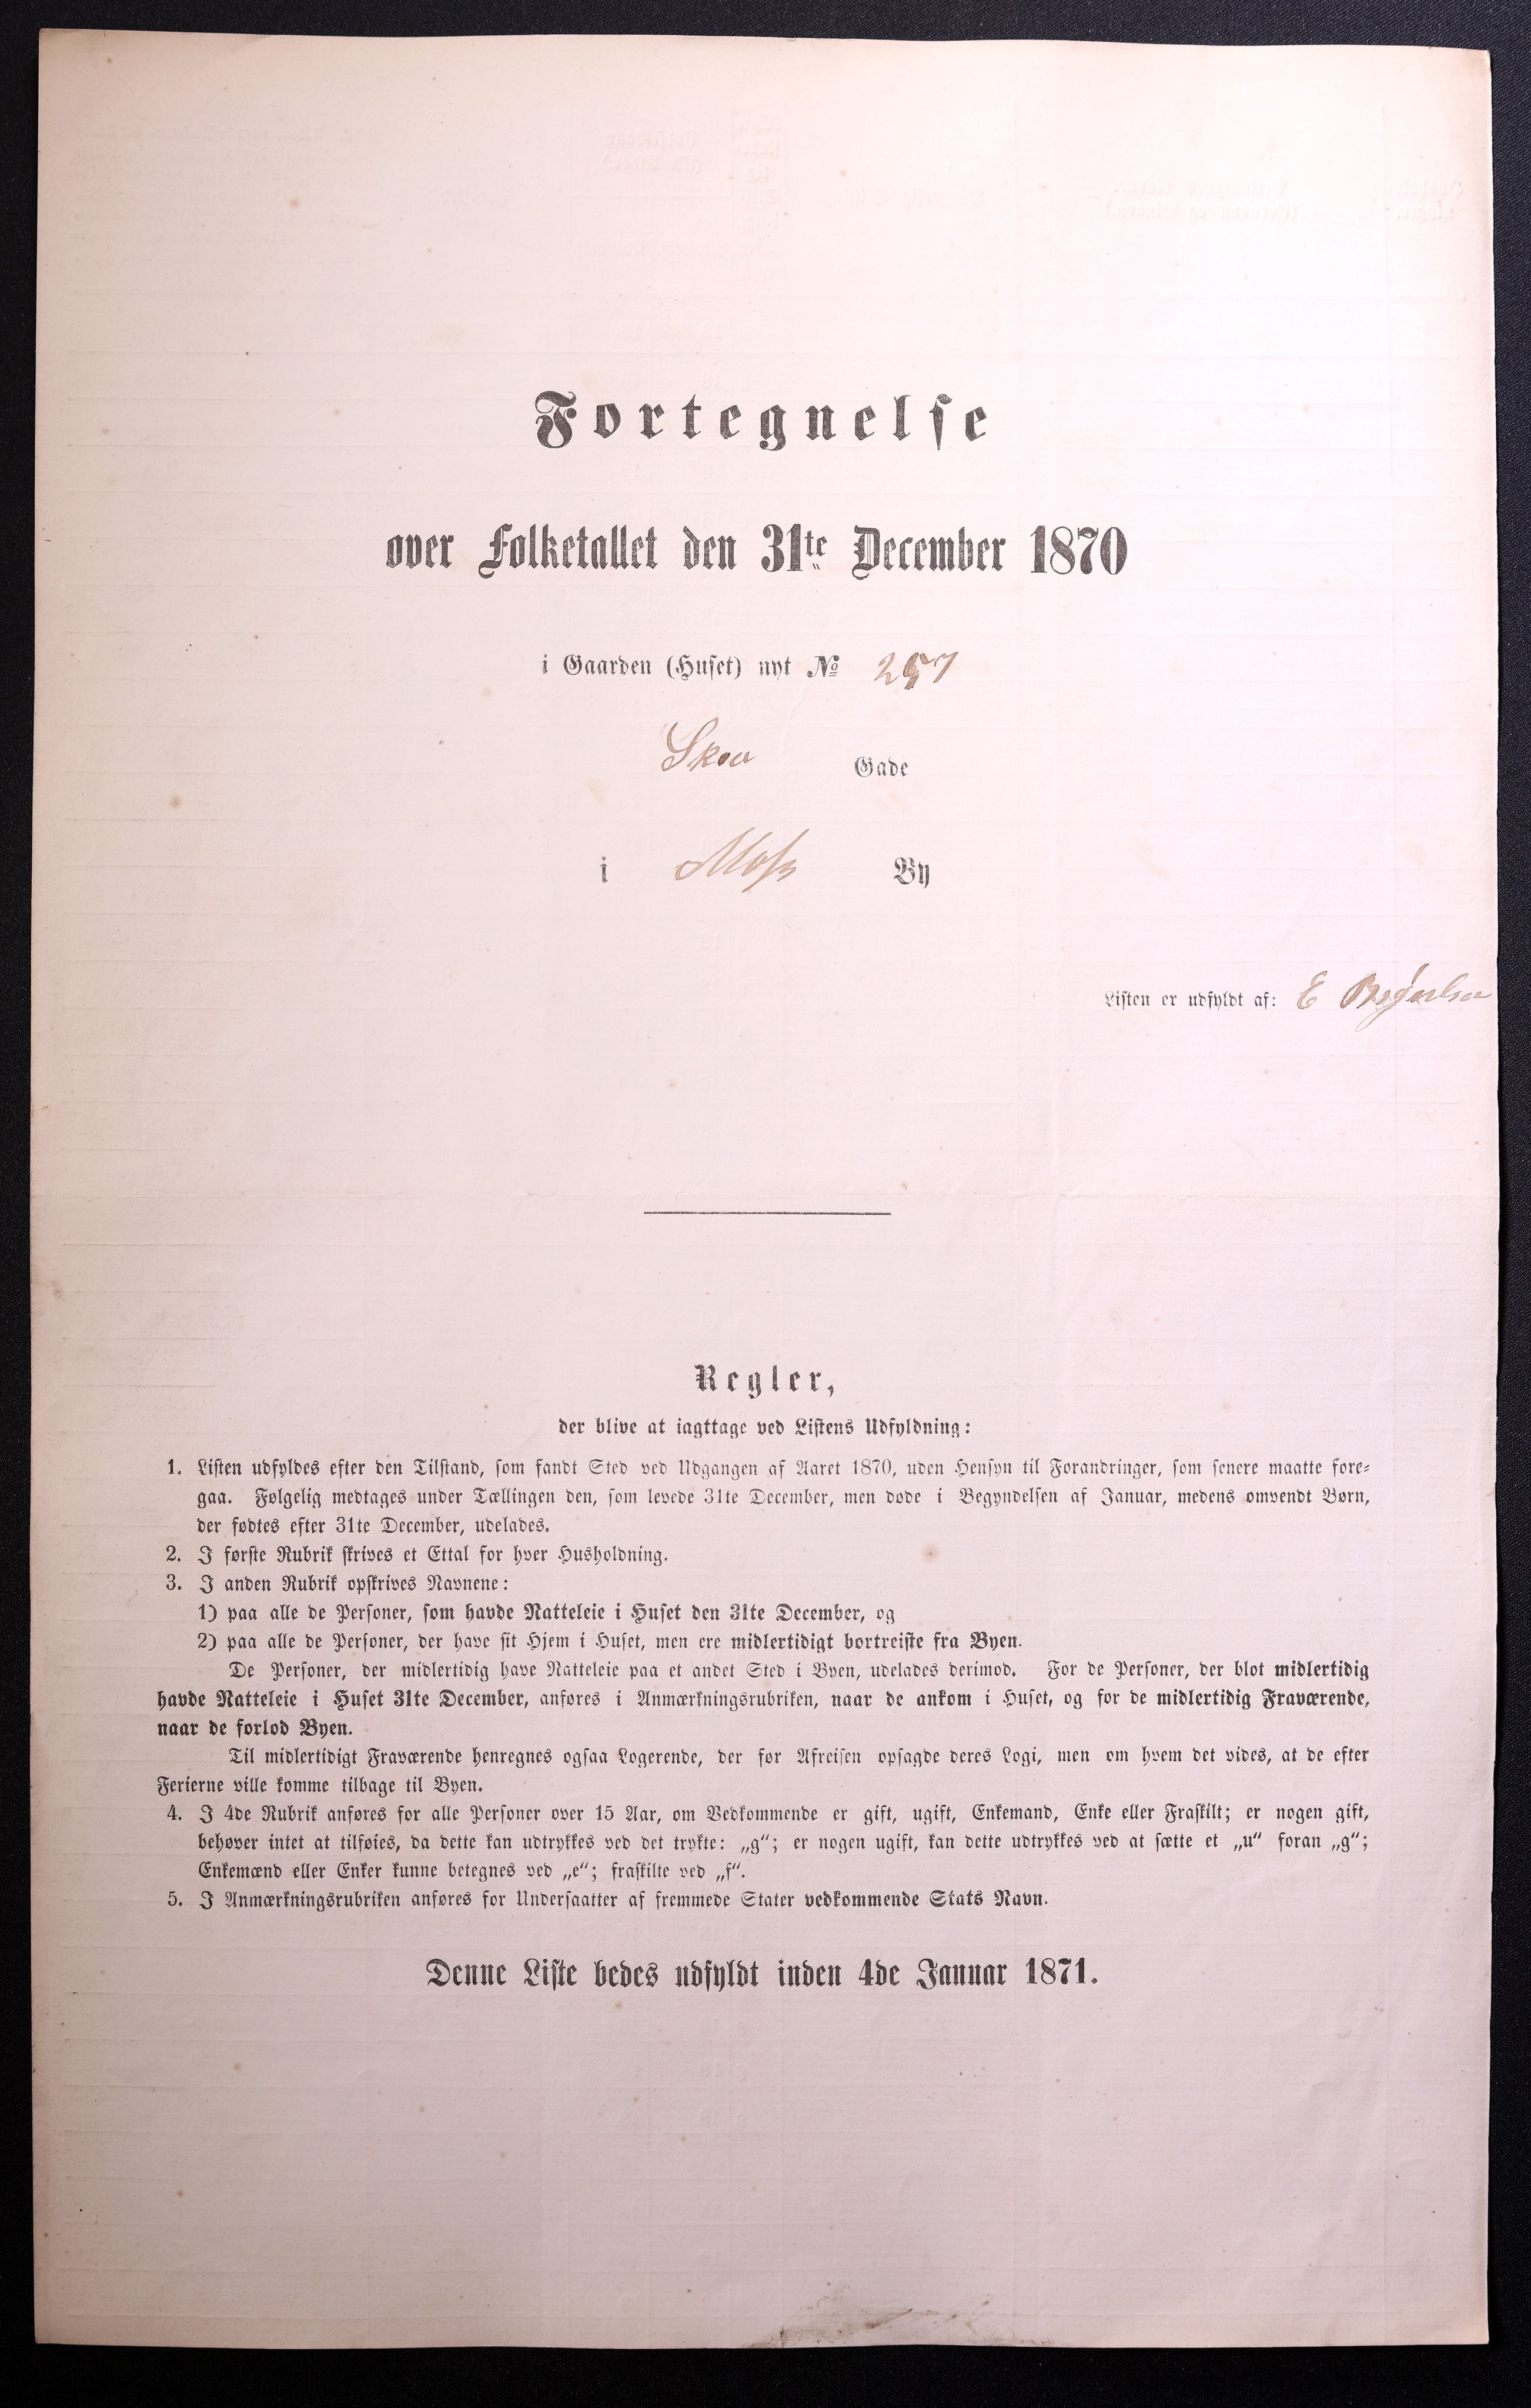 Fortegnelse
over Folketallet den 31te December 1870
i Gaarden (Huset) nyt No 257
Skov Gade
i Moss By
Listen er udfyldt af: E
Regler,
der blive at iagttage ved Listens Udfyldning:
1. Listen udfyldes efter den Tilstand, som fandt Sted ved Udgangen af Aaret 1870, uden Hensyn til Forandringer, som senere maatte fore-
gaa. Følgelig medtages under Tællingen den, som levede 31te December, men døde i Begyndelsen af Januar, medens omvendt Børn,
der fødtes efter 31te December, udelades.
2. I første Rubrik skrives et Ettal for hver Husholdning.
3. I anden Rubrik opskrives Navnene:
1) paa alle de Personer, som havde Natteleie i Huset den 31te December, og
2) paa alle de Personer, der have sit Hjem i Huset, men ere midlertidigt bortreiste fra Byen.
De Personer, der midlertidig have Natteleie paa et andet Sted i Byen, udelades derimod. For de Personer, der blot midlertidig
havde Natteleie i Huset 31te December, anføres i Anmærkningsrubriken, naar de ankom i Huset, og for de midlertidig Fraværende,
naar de forlod Byen.
Til midlertidigt Fraværende henregnes ogsaa Logerende, der før Afreisen opsagde deres Logi, men om hvem det vides, at de efter
Ferierne ville komme tilbage til Byen.
4. I 4de Rubrik anføres for alle Personer over 15 Aar, om Vedkommende er gift, ugift, Enkemand, Enke eller Fraskilt; er nogen gift,
behøver intet at tilføies, da dette kan udtrykkes ved det trykte: „g“; er nogen ugift, kan dette udtrykkes ved at sætte et „u“ foran „g“;
Enkemænd eller Enker kunne betegnes ved „e“; fraskilte ved „f“.
5. I Anmærkningsrubriken anføres for Undersaatter af fremmede Stater vedkommende Stats Navn.
Denne Liste bedes udfyldt inden 4de Januar 1871.